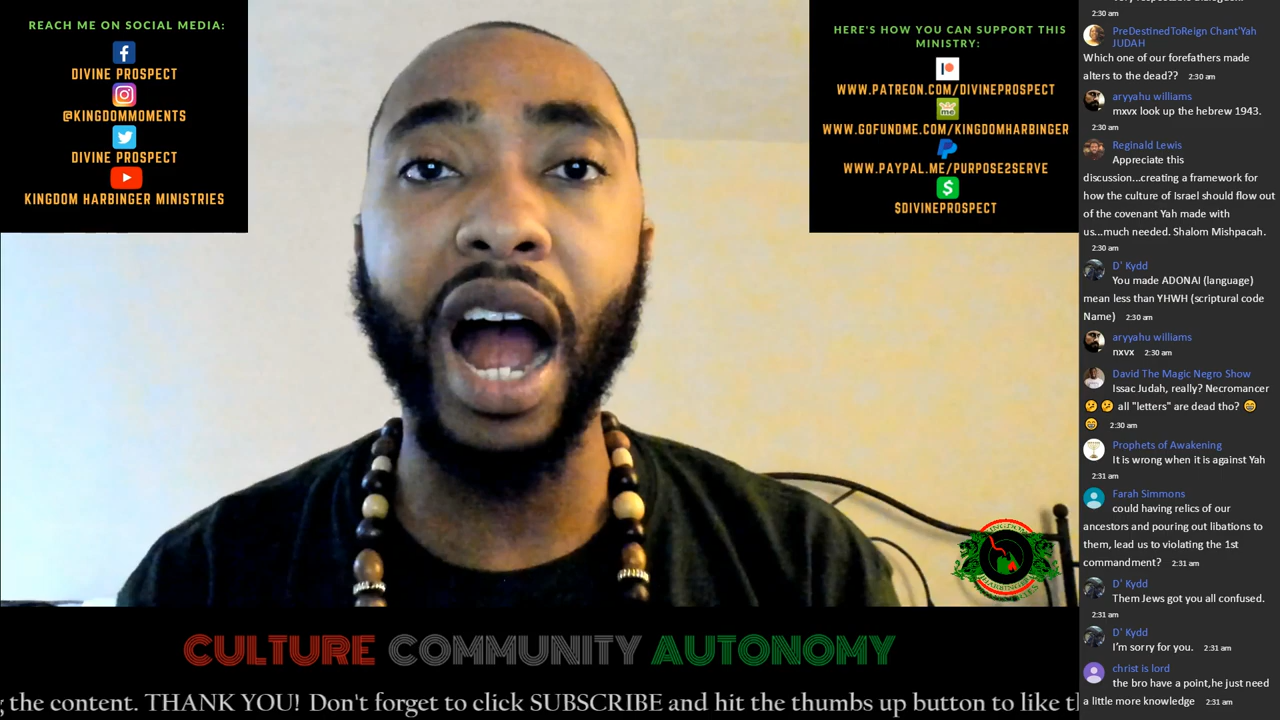 REACH ME ON SOCIAL MEDIA:
DIVINE PROSPECT
@KINGDOMMOMENTS
DIVINE PROSPECT
KINGDOM HARBINGER MINISTRIES
HERE'S HOW YOU CAN SUPPORT THIS
MINISTRY:
WWW.PATREON.COM/DIVINEPROSPECT
me
WWW.GOFUNDME.COM/KINGDOMHARBINGER
WWW.PAYPAL.ME/PURPOSE2SERVE
$
$DIVINEPROSPECT
KINGDOM
HARBINGER
MINISTRIES
CULTURE COMMUNITY AUTONOMY
the content. THANK YOU! Don't forget to click SUBSCRIBE and hit the thumbs up button to like
2:30 am
PreDestinedToReign Chant'Yah
JUDAH
Which one of our forefathers made
alters to the dead?? 2:30 am
aryyahu williams
mxvx look up the hebrew 1943.
2:30 am
Reginald Lewis
Appreciate this
discussion...creating a framework for
how the culture of Israel should flow out
of the covenant Yah made with
us...much needed. Shalom Mishpacah.
2:30 am
D' Kydd
You made ADONAI (language)
mean less than YHWH (scriptural code
Name) 2:30 am
aryyahu williams
nxvx 2:30 am
David The Magic Negro Show
Issac Judah, really? Necromancer
all "letters" are dead tho?
2:30 am
Prophets of Awakening
It is wrong when it is against Yah
2:31 am
Farah Simmons
could having relics of our
ancestors and pouring out libations to
them, lead us to violating the 1st
commandment? 2:31 am
D' Kydd
Them Jews got you all confused.
2:31 am
D' Kydd
I'm sorry for you. 2:31 am
christ is lord
the bro have a point,he just need
a little more knowledge 2:31 am